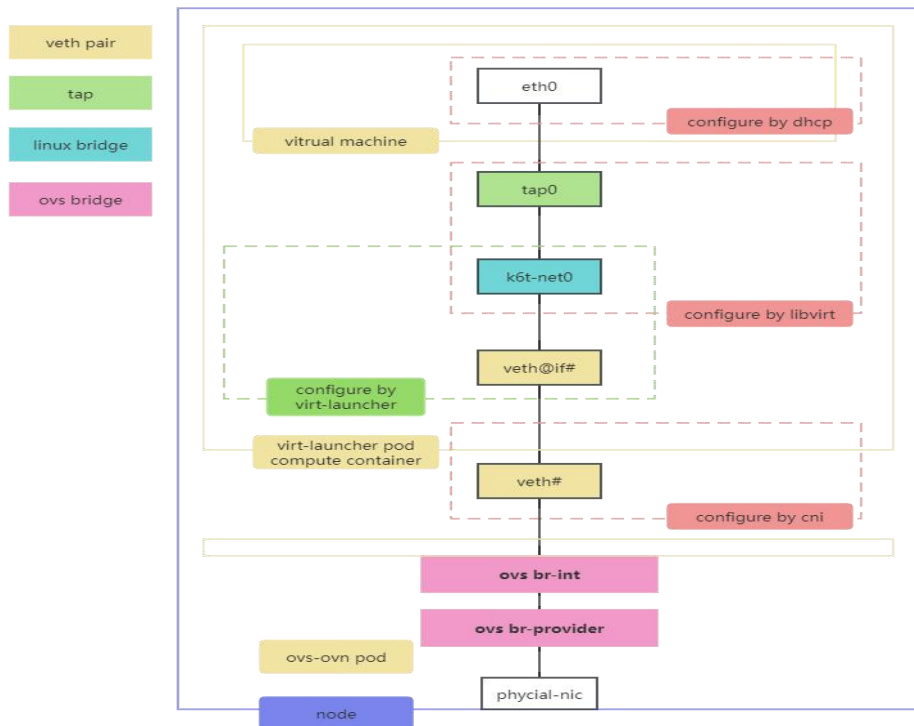 veth pair
tap
linux bridge
ovs bridge
eth0
configure by dhcp
vitrual machine
tap0
k6t-net0
configure by libvirt
veth@if#
configure by
virt-launcher
virt-launcher pod
compute container
veth#
configure by cni
ovs br-int
ovs br-provider
ovs-ovn pod
phycial-nic
node